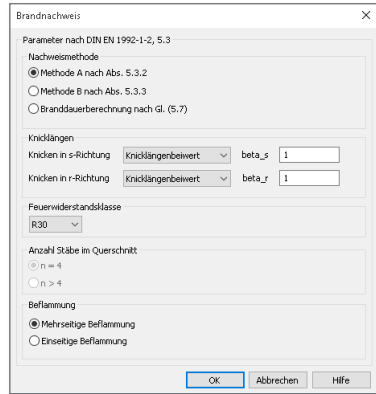 Brandnachweis
Parameter nach DIN EN 1992-1-2, 5.3
Nachweismethode
Methode A nach Abs. 5.3.2
Methode B nach Abs. 5.3.3
Branddauerberechnung nach Gl. (5.7)
Knicklängen
Knicken in s-Richtung Knicklängenbeiwert beta_s 1
Knicken in r-Richtung Knicklängenbeiwert beta_r 1
Feuerwiderstandsklasse
R30
Anzahl Stäbe im Querschnitt
n = 4
n > 4
Beflammung
Mehrseitige Beflammung
Einseitige Beflammung
OK Abbrechen Hilfe